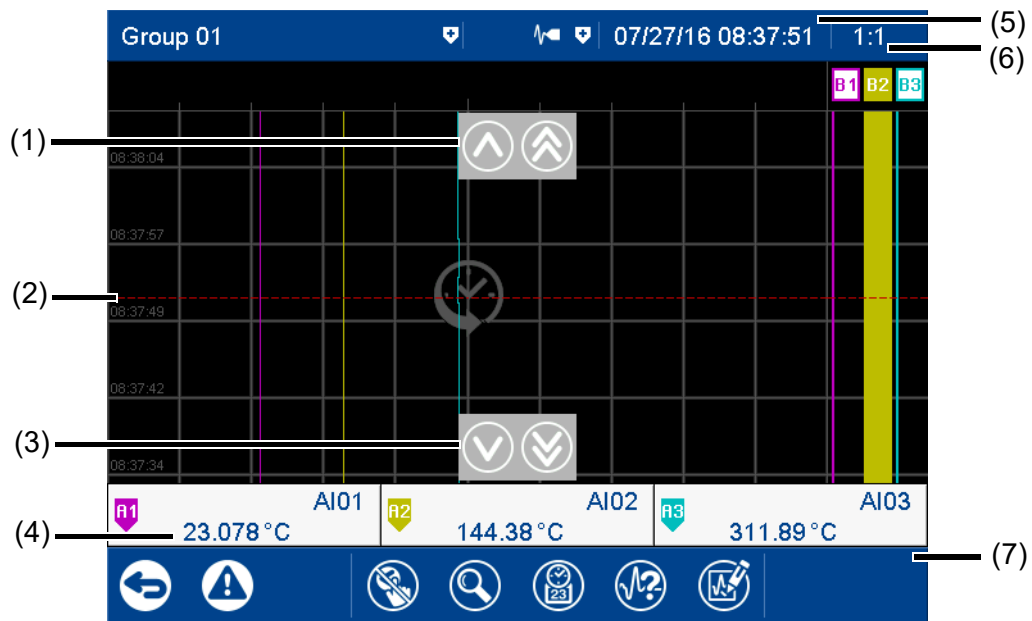 Group 01
07/27/16 08:37:51
1:1
(5)
(6)
B1 B2 B3
(1)
08:38:04
08:37:57
(2)
08:37:49
08:37:42
(3)
08:37:34
A1 AI01
23.078 °C
A2 AI02
144.38 °C
A3 AI03
311.89 °C
(4)
23
?
(7)